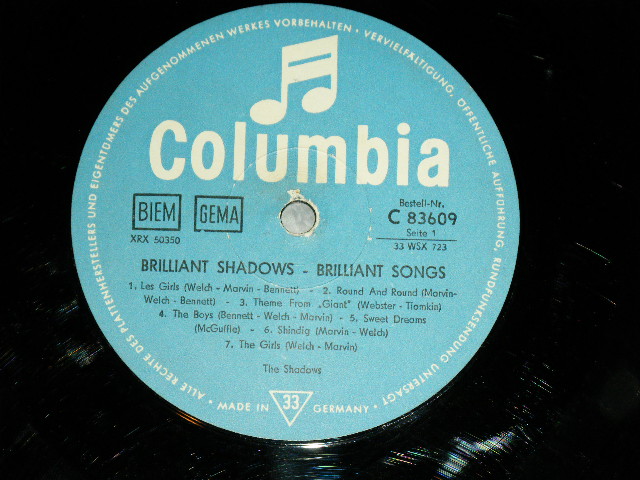 ALLE RECHTE DES PLATTENHERSTELLERS UND EIGENTÜMERS DES AUFGENOMMENEN WERKES VORBEHALTEN · VERVIELFÄLTIGUNG, ÖFFENTLICHE AUFFÜHRUNG, RUNDFUNKSENDUNG UNTERSAGT
Columbia
BIEM GEMA
XRX 50350
Bestell-Nr.
C 83609
Seite 1
33 WSX 723
BRILLIANT SHADOWS - BRILLIANT SONGS
1. Les Girls (Welch - Marvin - Bennett) - 2. Round And Round (Marvin-
Welch - Bennett) - 3. Theme From „Giant" (Webster - Tiomkin)
4. The Boys (Bennett - Welch - Marvin) - 5. Sweet Dreams
(McGuffie) - 6. Shindig (Marvin - Welch)
7. The Girls (Welch - Marvin)
The Shadows
MADE IN 33 GERMANY